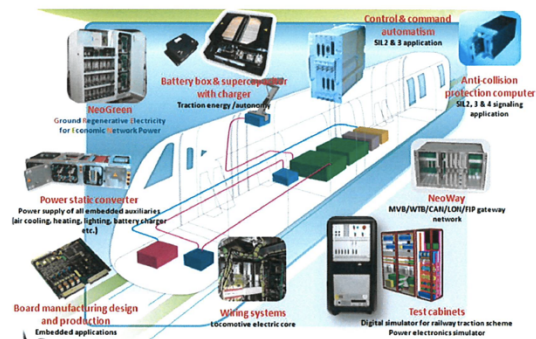 Control & command
automatism
SIL2 & 3 application
Battery box & supercapacitor
with charger
Traction energy /autonomy
Anti-collision
protection computer
SIL2, 3 & 4 signaling
application
NeoGreen
Ground Regenerative Electricity
for Economic Network Power
Power static converter
Power supply of all embedded auxiliaries
(air cooling, heating, lighting, battery charger
etc.)
NeoWay
MVB/WTB/CAN/LON/FIP gateway
network
Board manufacturing design
and production
Embedded applications
Wiring systems
Locomotive electric core
Test cabinets
Digital simulator for railway traction scheme
Power electronics simulator